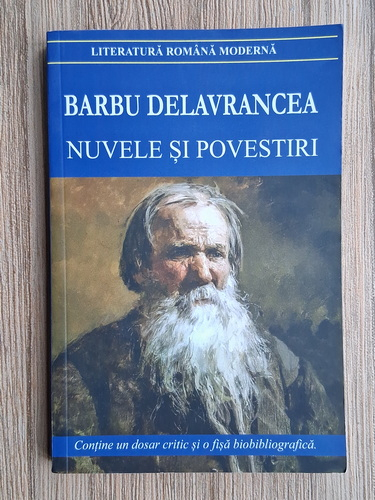 LITERATURĂ ROMÂNĂ MODERNĂ
BARBU DELAVRANCEA
NUVELE ȘI POVESTIRI
Conține un dosar critic și o fișă biobibliografică.